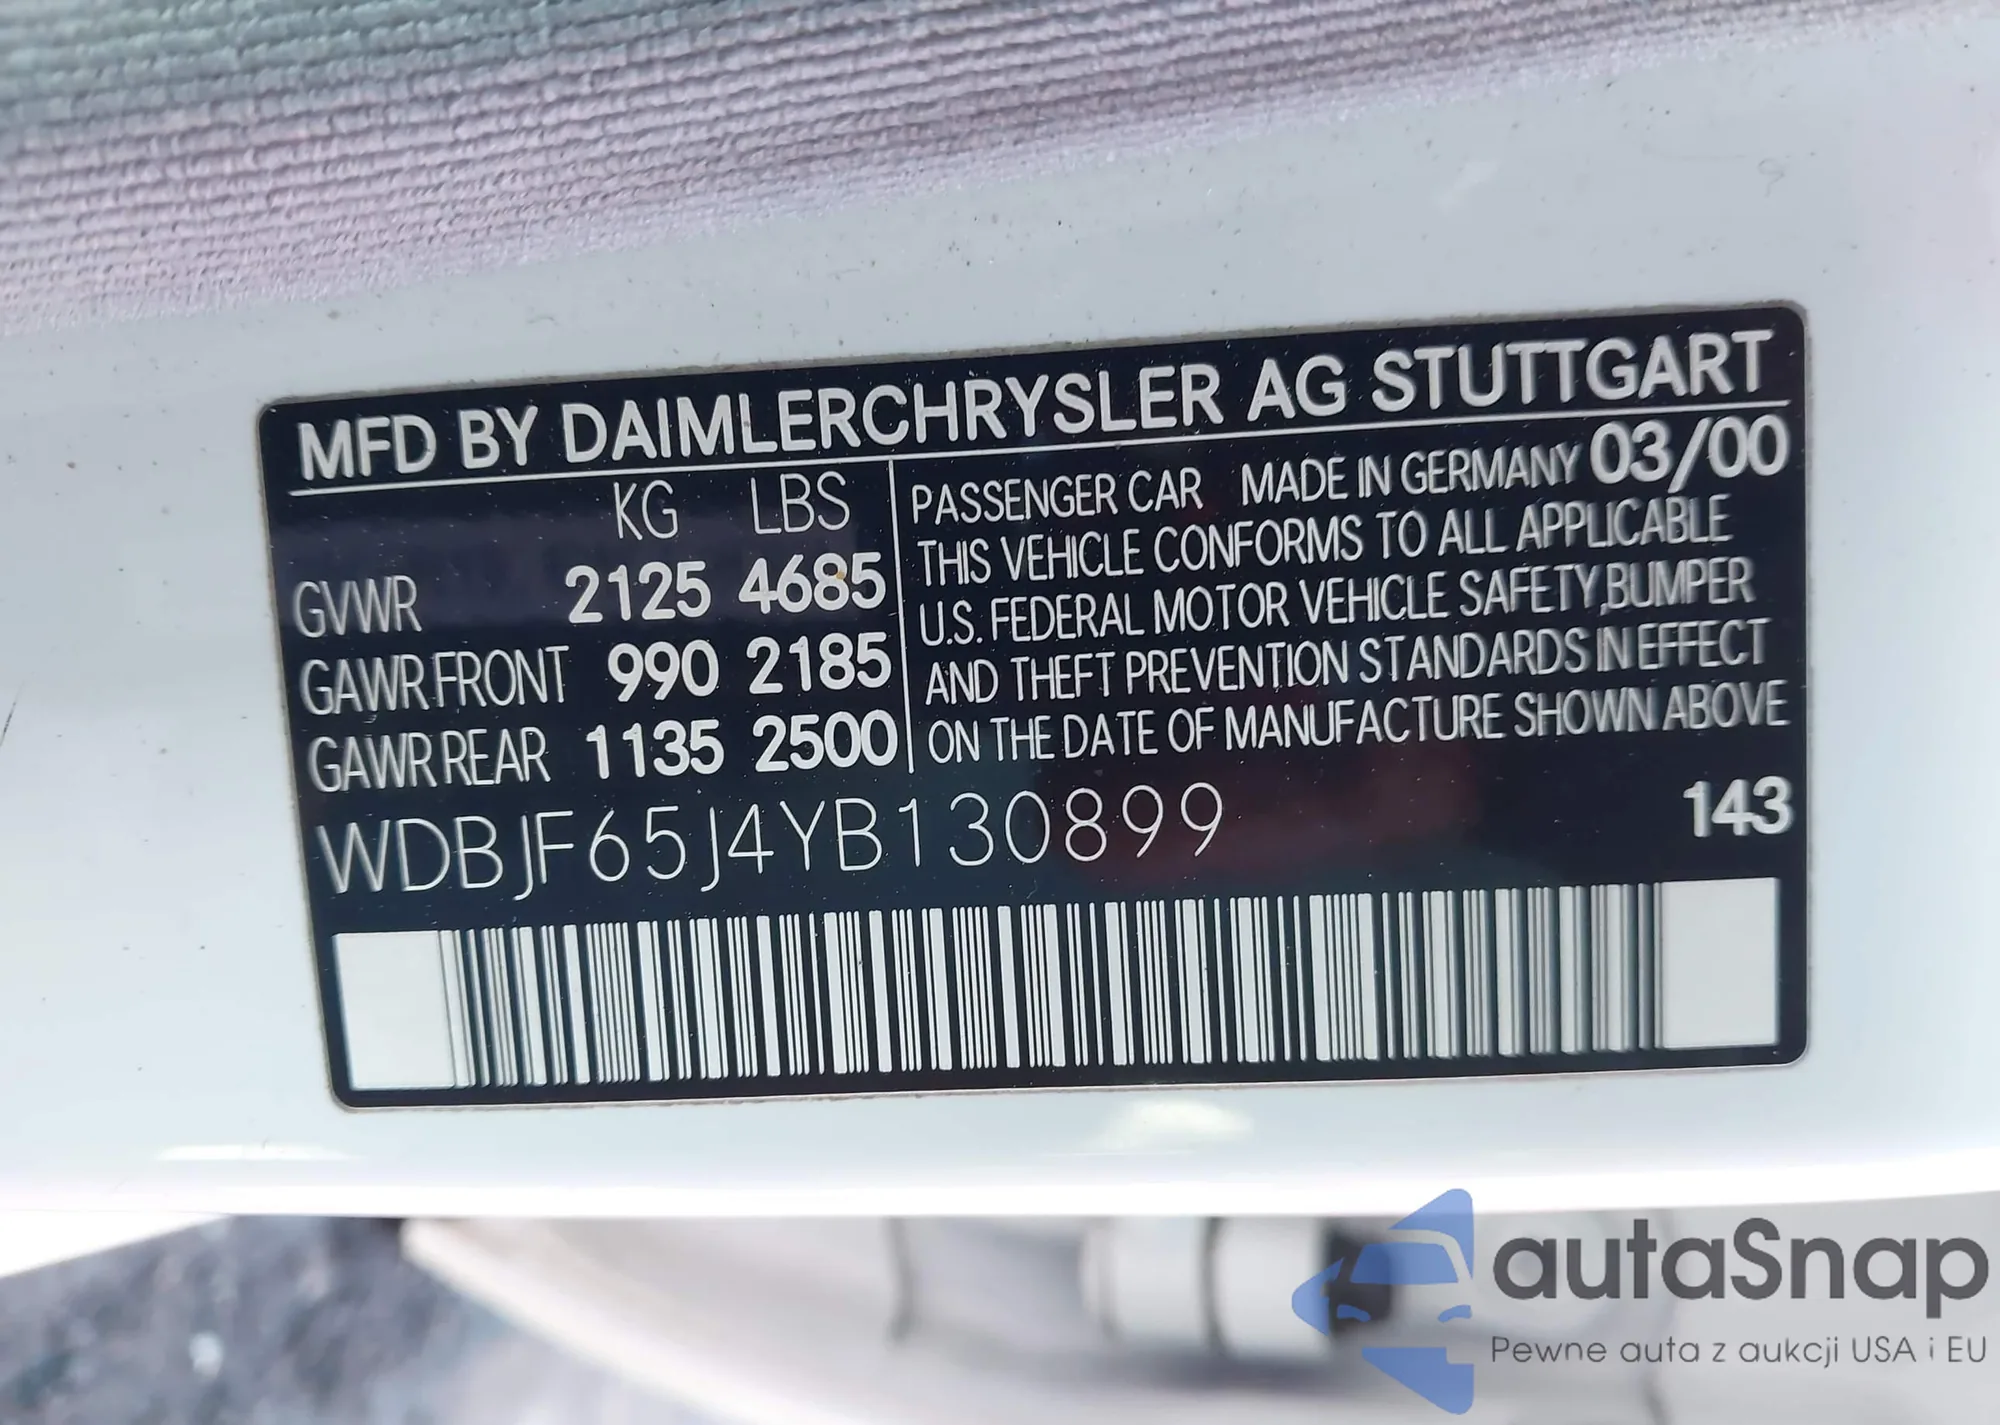 MFD BY DAIMLERCHRYSLER AG STUTTGART
KG LBS
GVWR 2125 4685
GAWR FRONT 990 2185
GAWR REAR 1135 2500
PASSENGER CAR MADE IN GERMANY 03/00
THIS VEHICLE CONFORMS TO ALL APPLICABLE
U.S. FEDERAL MOTOR VEHICLE SAFETY,BUMPER
AND THEFT PREVENTION STANDARDS IN EFFECT
ON THE DATE OF MANUFACTURE SHOWN ABOVE
WDBJF65J4YB130899
143
autaSnap
Pewne auta z aukcji USA i EU